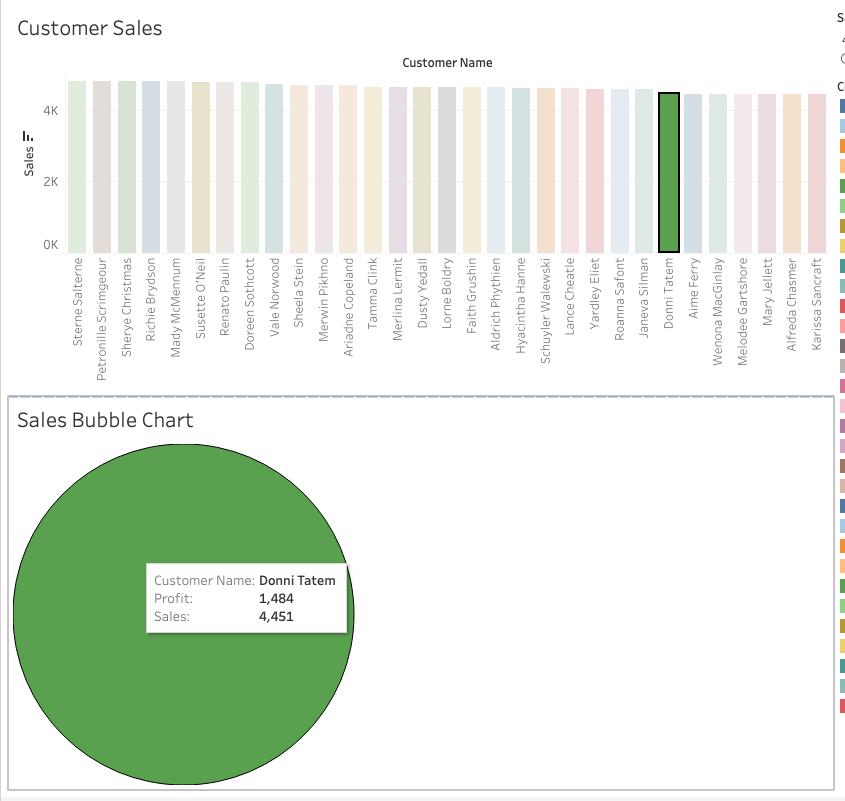 Customer Sales
Customer Name
4K
2K
0K
Sales
Sterne Salterne
Petronille Scrimgeour
Sherye Christmas
Richie Brydson
Mady McMennum
Susette O'Neil
Renato Paulin
Doreen Sothcott
Vale Norwood
Sheela Stein
Merwin Pikhno
Ariadne Copeland
Tamma Clink
Merlina Lermit
Dusty Yedall
Lorne Boldry
Faith Grushin
Aldrich Phythien
Hyacintha Hanne
Schuyler Walewski
Lance Cheatle
Yardley Eliet
Roanna Safont
Janeva Silman
Donni Tatem
Aime Ferry
Wenona MacGinlay
Melodee Gartshore
Mary Jellett
Alfreda Chasmer
Karissa Sancraft
Sales Bubble Chart
Customer Name: Donni Tatem
Profit: 1,484
Sales: 4,451